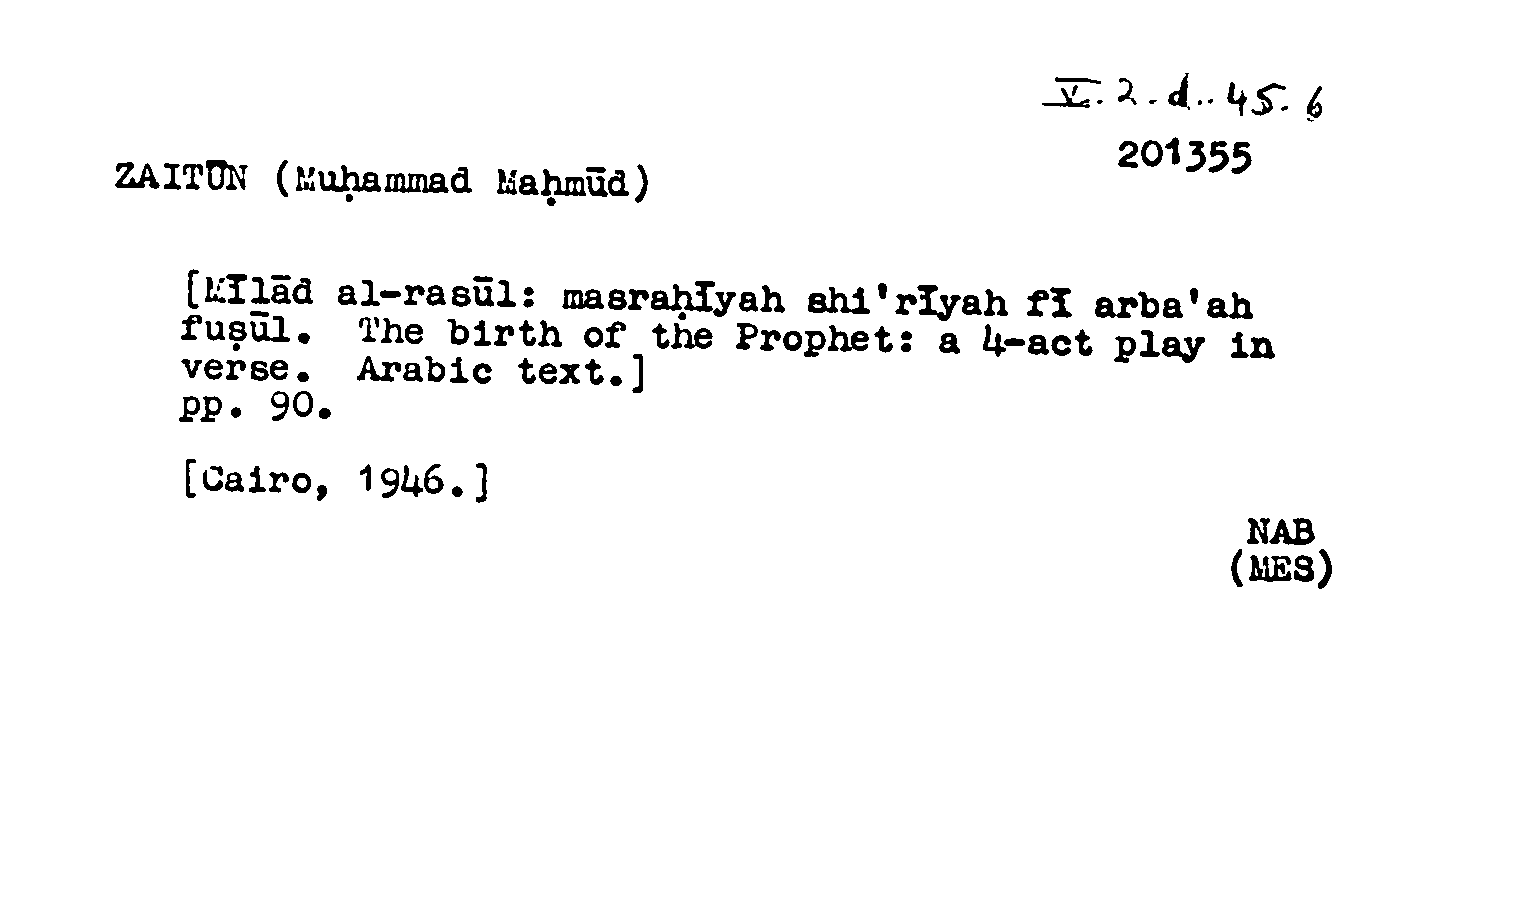 V. 2. d.. 45. 6
201355
ZAITŪN (Muḥammad Maḥmūd)
[Mīlād al-rasūl: masraḥīyah shi'rīyah fī arba'ah
fuṣūl. The birth of the Prophet: a 4-act play in
verse. Arabic text.]
pp. 90.
[Cairo, 1946.]
NAB
(MES)